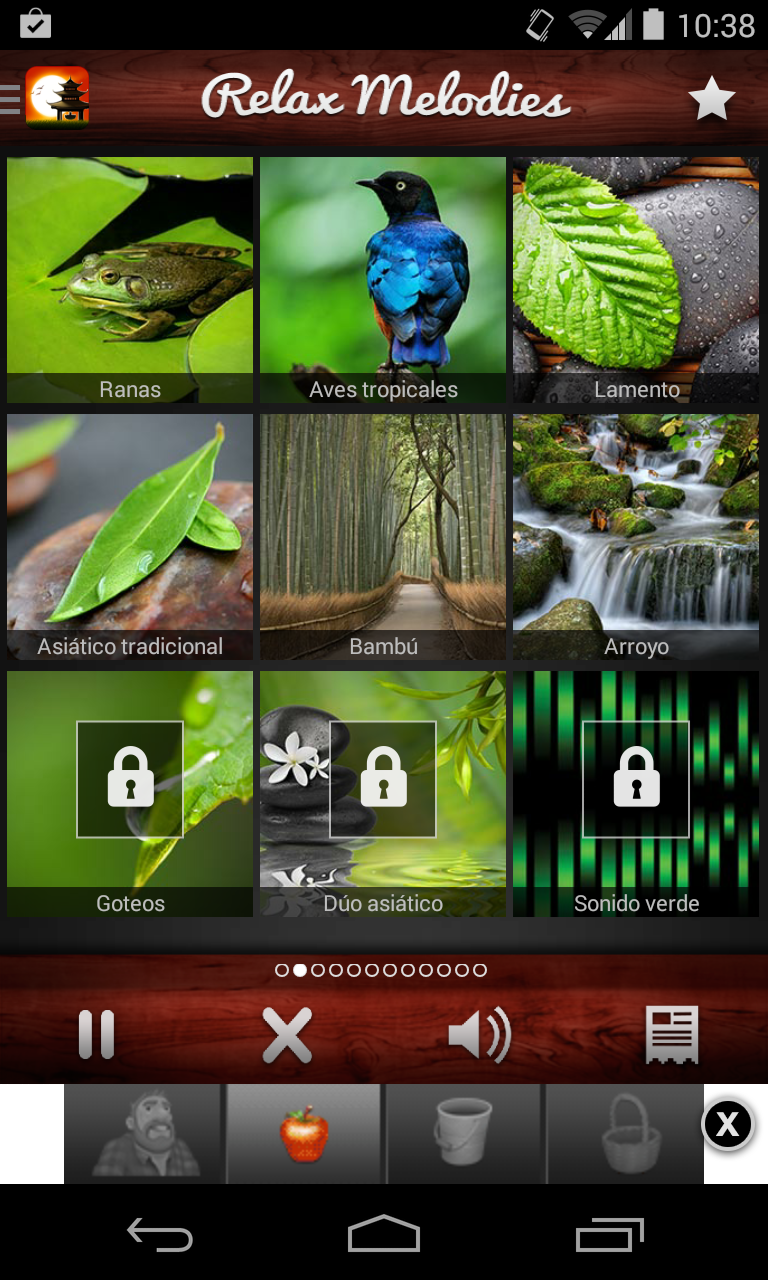 10:38
Relax Melodies
Ranas
Aves tropicales
Lamento
Asiático tradicional
Bambú
Arroyo
Goteos
Dúo asiático
Sonido verde
X